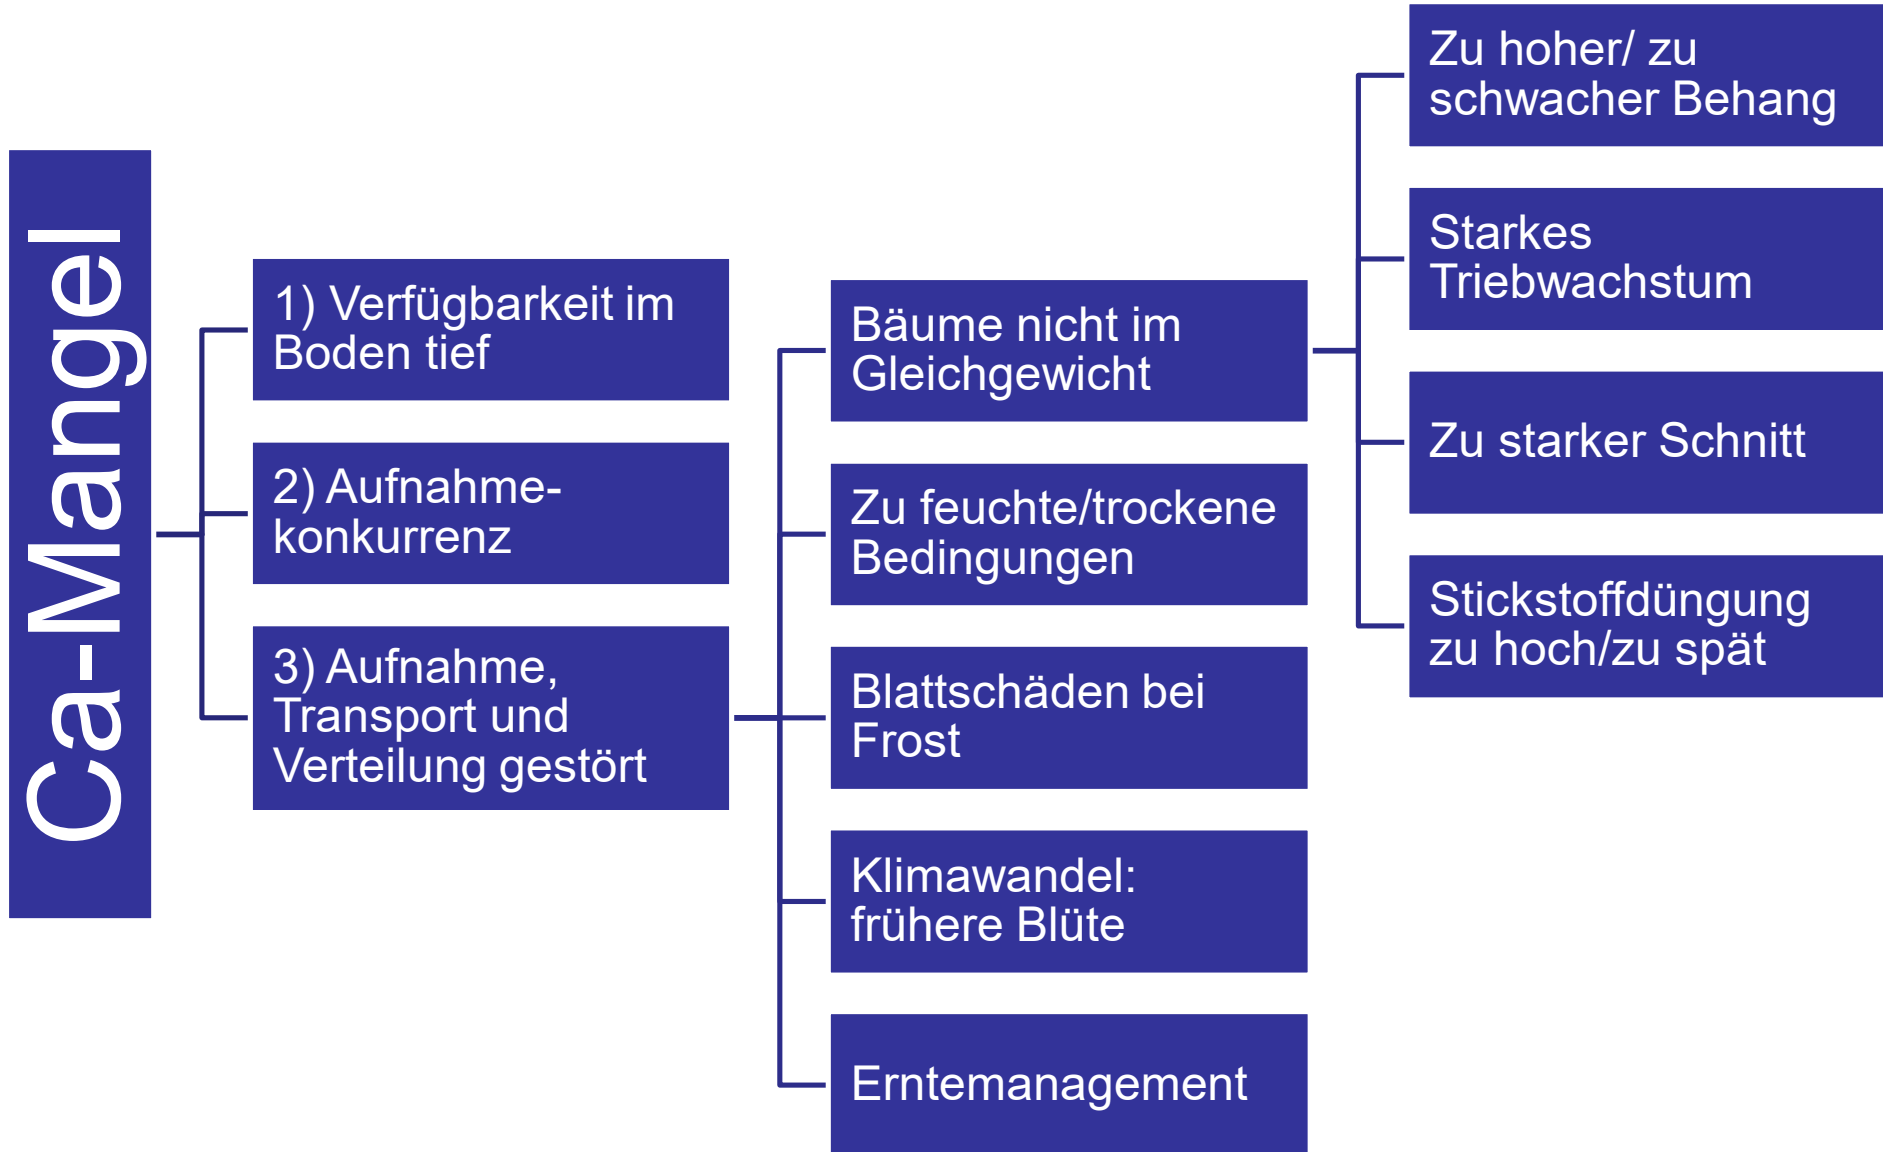 Ca-Mangel
1) Verfügbarkeit im
Boden tief
2) Aufnahme-
konkurrenz
3) Aufnahme,
Transport und
Verteilung gestört
Bäume nicht im
Gleichgewicht
Zu feuchte/trockene
Bedingungen
Blattschäden bei
Frost
Klimawandel:
frühere Blüte
Erntemanagement
Zu hoher/ zu
schwacher Behang
Starkes
Triebwachstum
Zu starker Schnitt
Stickstoffdüngung
zu hoch/zu spät